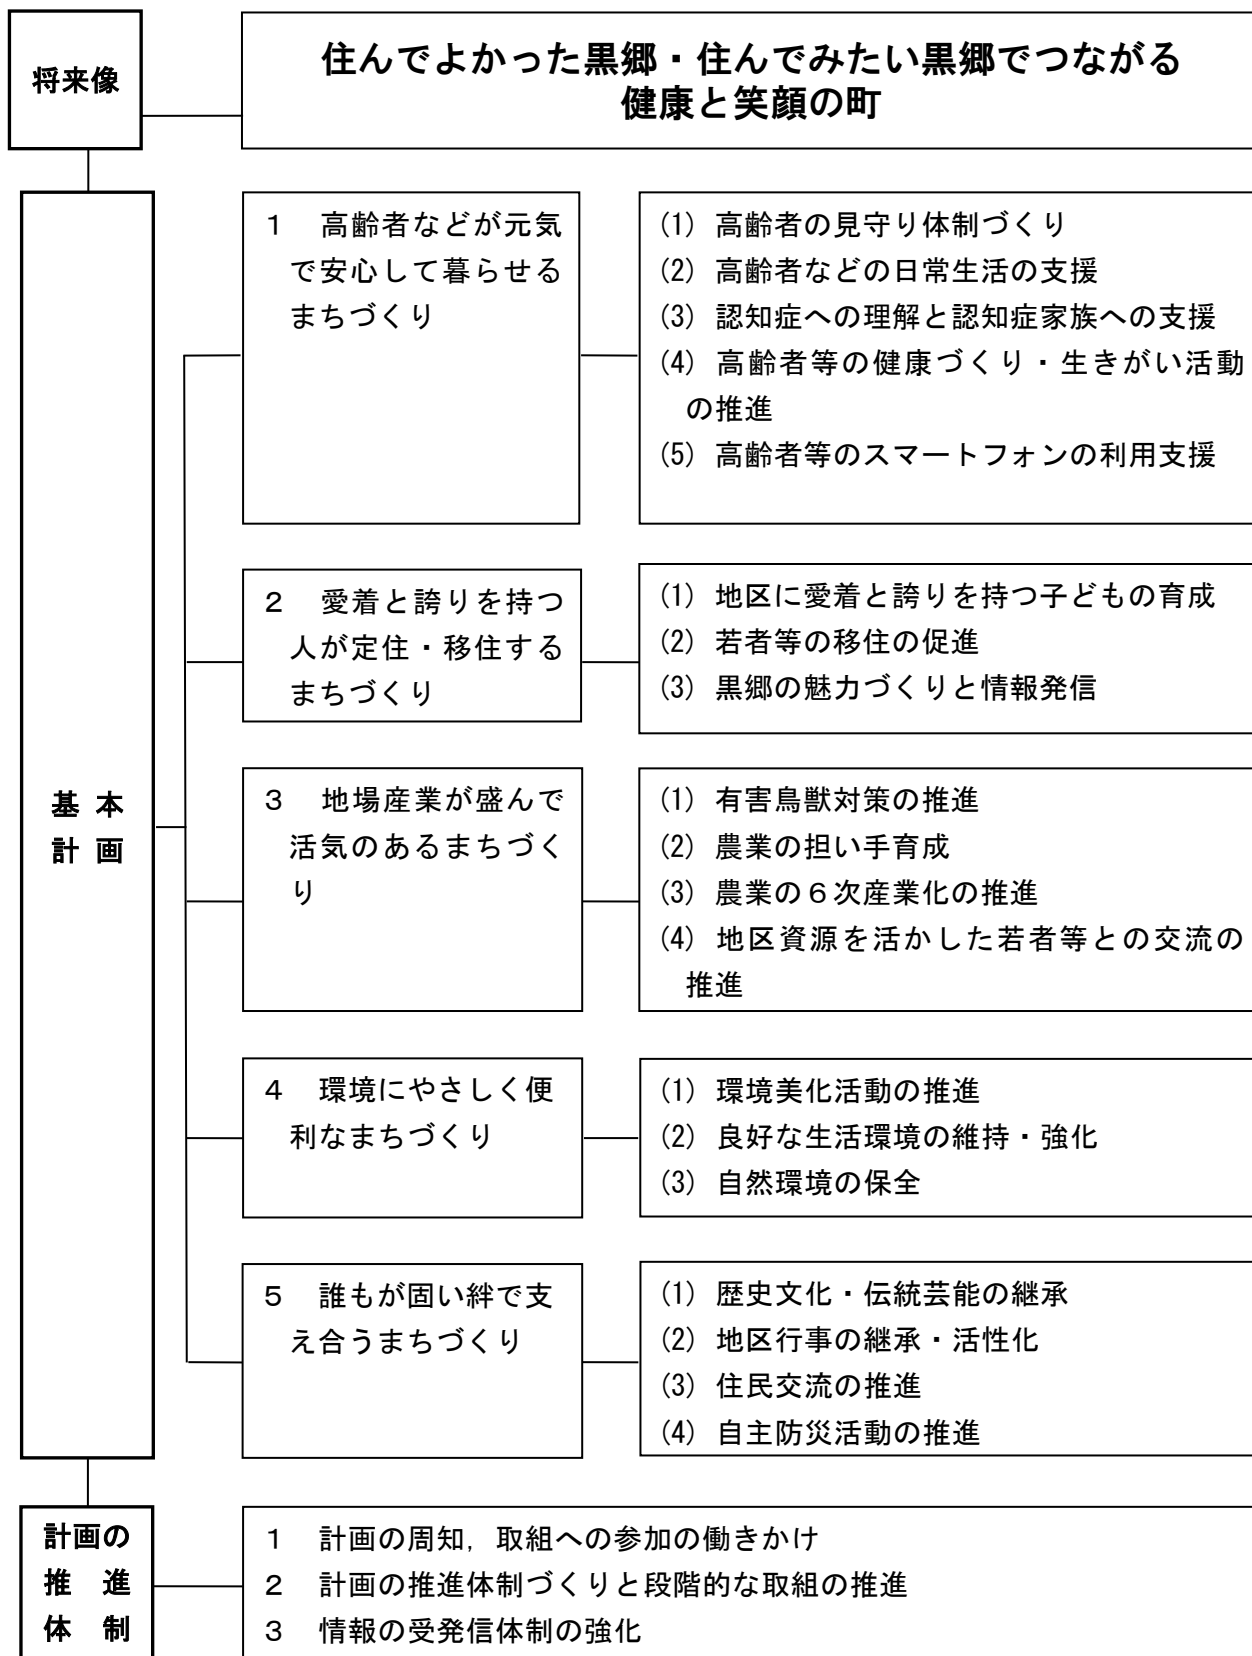 将来像
住んでよかった黒郷・住んでみたい黒郷でつながる
健康と笑顔の町
基本
計画
1 高齢者などが元気
で安心して暮らせる
まちづくり
(1) 高齢者の見守り体制づくり
(2) 高齢者などの日常生活の支援
(3) 認知症への理解と認知症家族への支援
(4) 高齢者等の健康づくり・生きがい活動
の推進
(5) 高齢者等のスマートフォンの利用支援
2 愛着と誇りを持つ
人が定住・移住する
まちづくり
(1) 地区に愛着と誇りを持つ子どもの育成
(2) 若者等の移住の促進
(3) 黒郷の魅力づくりと情報発信
3 地場産業が盛んで
活気のあるまちづく
り
(1) 有害鳥獣対策の推進
(2) 農業の担い手育成
(3) 農業の6次産業化の推進
(4) 地区資源を活かした若者等との交流の
推進
4 環境にやさしく便
利なまちづくり
(1) 環境美化活動の推進
(2) 良好な生活環境の維持・強化
(3) 自然環境の保全
5 誰もが固い絆で支
え合うまちづくり
(1) 歴史文化・伝統芸能の継承
(2) 地区行事の継承・活性化
(3) 住民交流の推進
(4) 自主防災活動の推進
計画の
推進
体制
1 計画の周知，取組への参加の働きかけ
2 計画の推進体制づくりと段階的な取組の推進
3 情報の受発信体制の強化